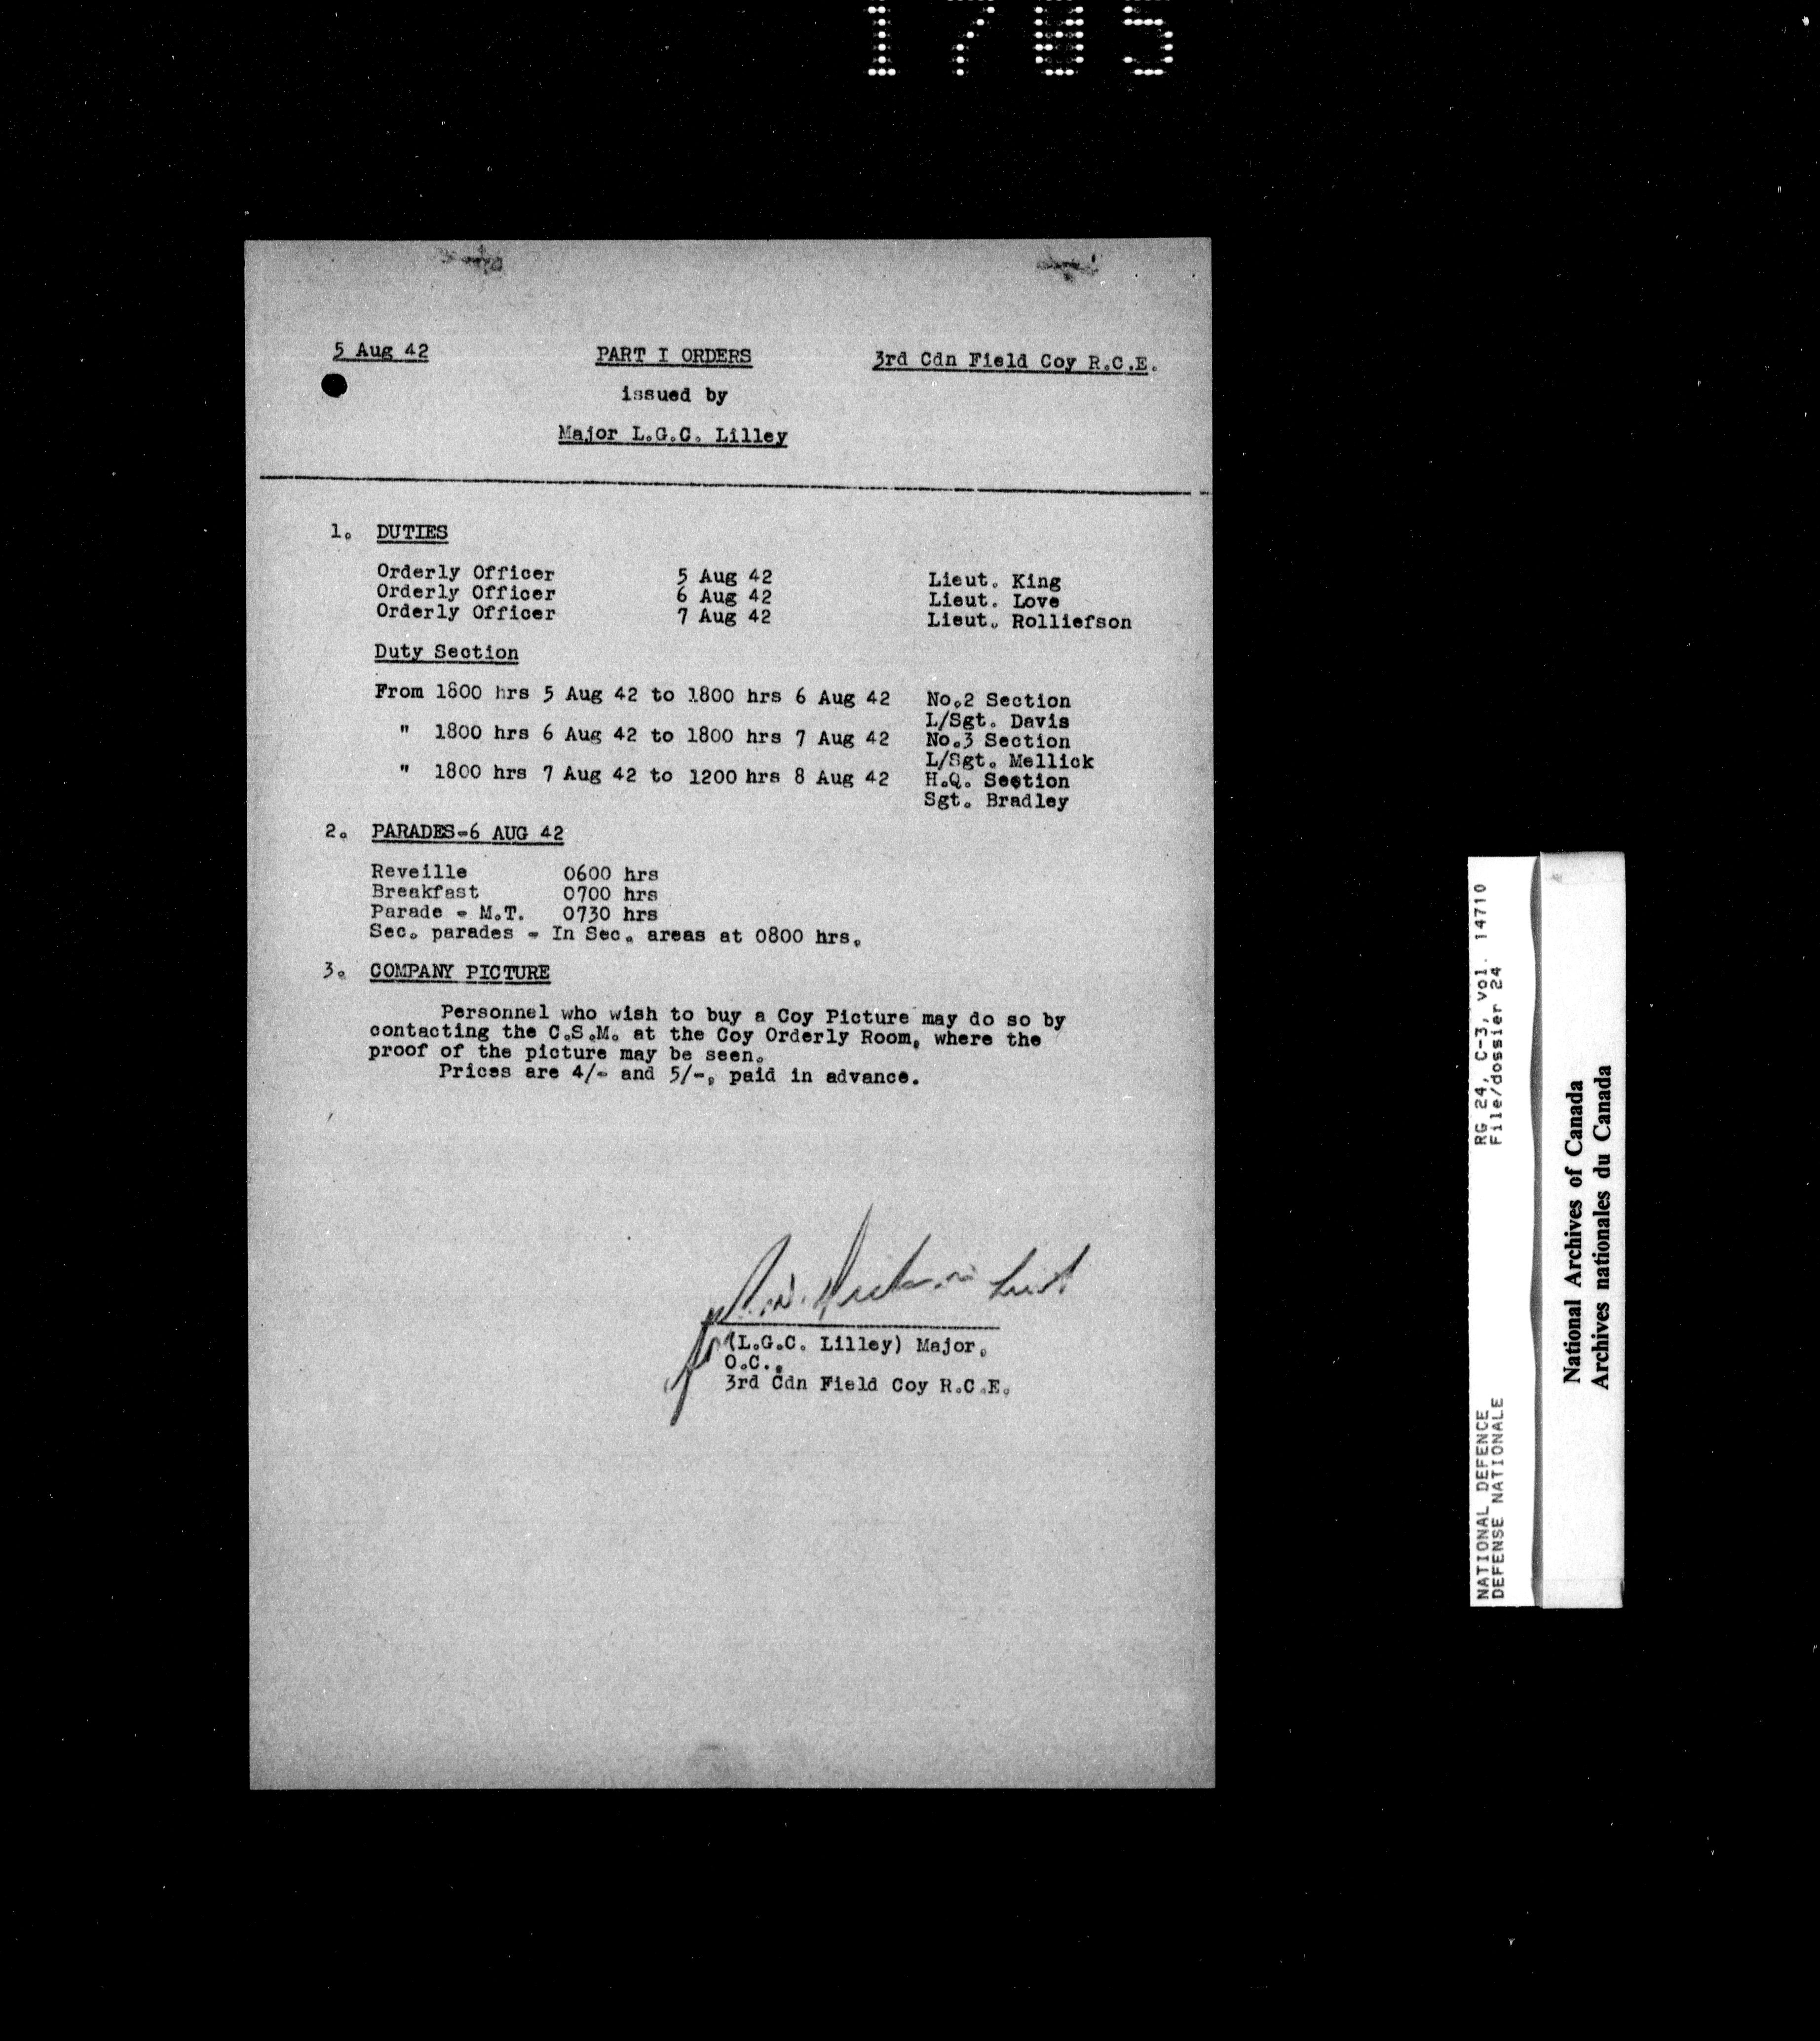 1705
5 Aug 42 PART I ORDERS 3rd Cdn Field Coy R.C.E.
issued by
Major L.G.C. Lilley
1. DUTIES
Orderly Officer 5 Aug 42 Lieut. King
Orderly Officer 6 Aug 42 Lieut. Love
Orderly Officer 7 Aug 42 Lieut. Rolliefson
Duty Section
From 1800 hrs 5 Aug 42 to 1800 hrs 6 Aug 42 No.2 Section
L/Sgt. Davis
" 1800 hrs 6 Aug 42 to 1800 hrs 7 Aug 42 No.3 Section
L/Sgt. Mellick
" 1800 hrs 7 Aug 42 to 1200 hrs 8 Aug 42 H.Q. Section
Sgt. Bradley
2. PARADES-6 AUG 42
Reveille 0600 hrs
Breakfast 0700 hrs
Parade - M.T. 0730 hrs
Sec. parades - In Sec. areas at 0800 hrs.
3. COMPANY PICTURE
Personnel who wish to buy a Coy Picture may do so by
contacting the C.S.M. at the Coy Orderly Room, where the
proof of the picture may be seen.
Prices are 4/- and 5/-, paid in advance.
for (L.G.C. Lilley) Major,
O.C.,
3rd Cdn Field Coy R.C.E.
NATIONAL DEFENCE RG 24, C-3, Vol. 14710
DEFENSE NATIONALE File/dossier 24
National Archives of Canada
Archives nationales du Canada